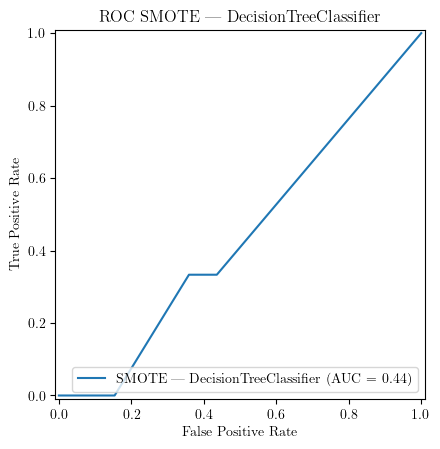 ROC SMOTE — DecisionTreeClassifier
1.0
0.8
0.6
0.4
0.2
0.0
True Positive Rate
SMOTE — DecisionTreeClassifier (AUC = 0.44)
0.0 0.2 0.4 0.6 0.8 1.0
False Positive Rate